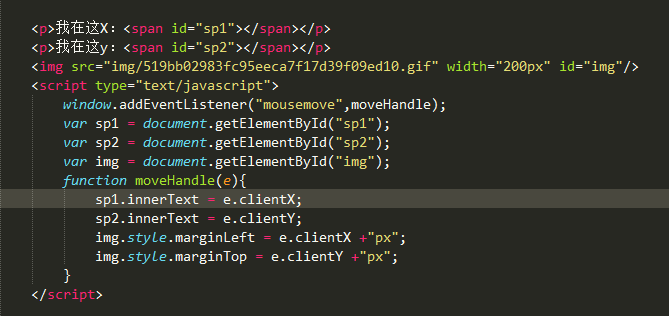 <p>我在这X：<span id="sp1"></span></p>
<p>我在这y：<span id="sp2"></span></p>
<img src="img/519bb02983fc95eeca7f17d39f09ed10.gif" width="200px" id="img"/>
<script type="text/javascript">
window.addEventListener("mousemove",moveHandle);
var sp1 = document.getElementById("sp1");
var sp2 = document.getElementById("sp2");
var img = document.getElementById("img");
function moveHandle(e){
sp1.innerText = e.clientX;
sp2.innerText = e.clientY;
img.style.marginLeft = e.clientX +"px";
img.style.marginTop = e.clientY +"px";
}
</script>